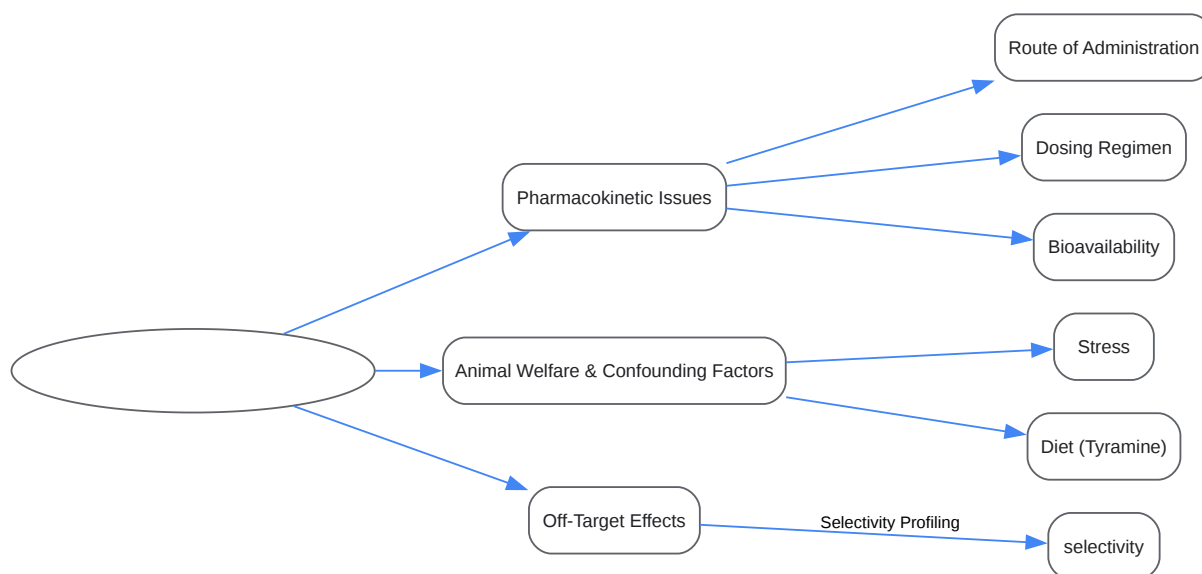 Route of Administration
Dosing Regimen
Pharmacokinetic Issues
Bioavailability
Stress
Animal Welfare & Confounding Factors
Diet (Tyramine)
Off-Target Effects
Selectivity Profiling
selectivity